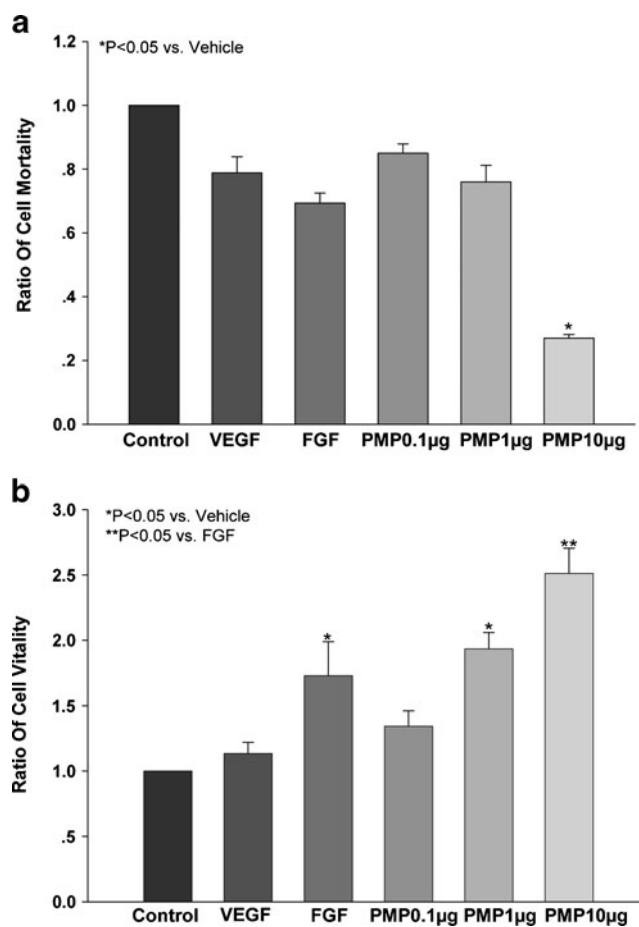 a
*P<0.05 vs. Vehicle
Ratio Of Cell Mortality
1.2
1.0
.8
.6
.4
.2
0.0
*
Control VEGF FGF PMP0.1µg PMP1µg PMP10µg
b
*P<0.05 vs. Vehicle
**P<0.05 vs. FGF
Ratio Of Cell Vitality
3.0
2.5
2.0
1.5
1.0
.5
0.0
*
*
**
Control VEGF FGF PMP0.1µg PMP1µg PMP10µg